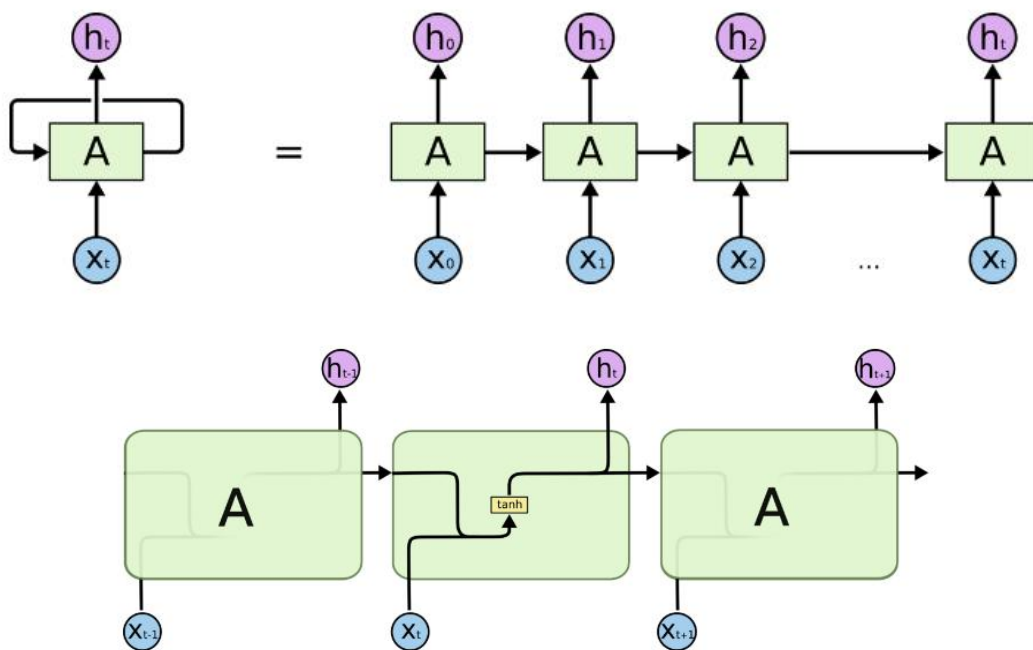 hₜ h₀ h₁ h₂ hₜ
A = A A A A
xₜ x₀ x₁ x₂ ... xₜ
hₜ₋₁ hₜ hₜ₊₁
A tanh A
xₜ₋₁ xₜ xₜ₊₁